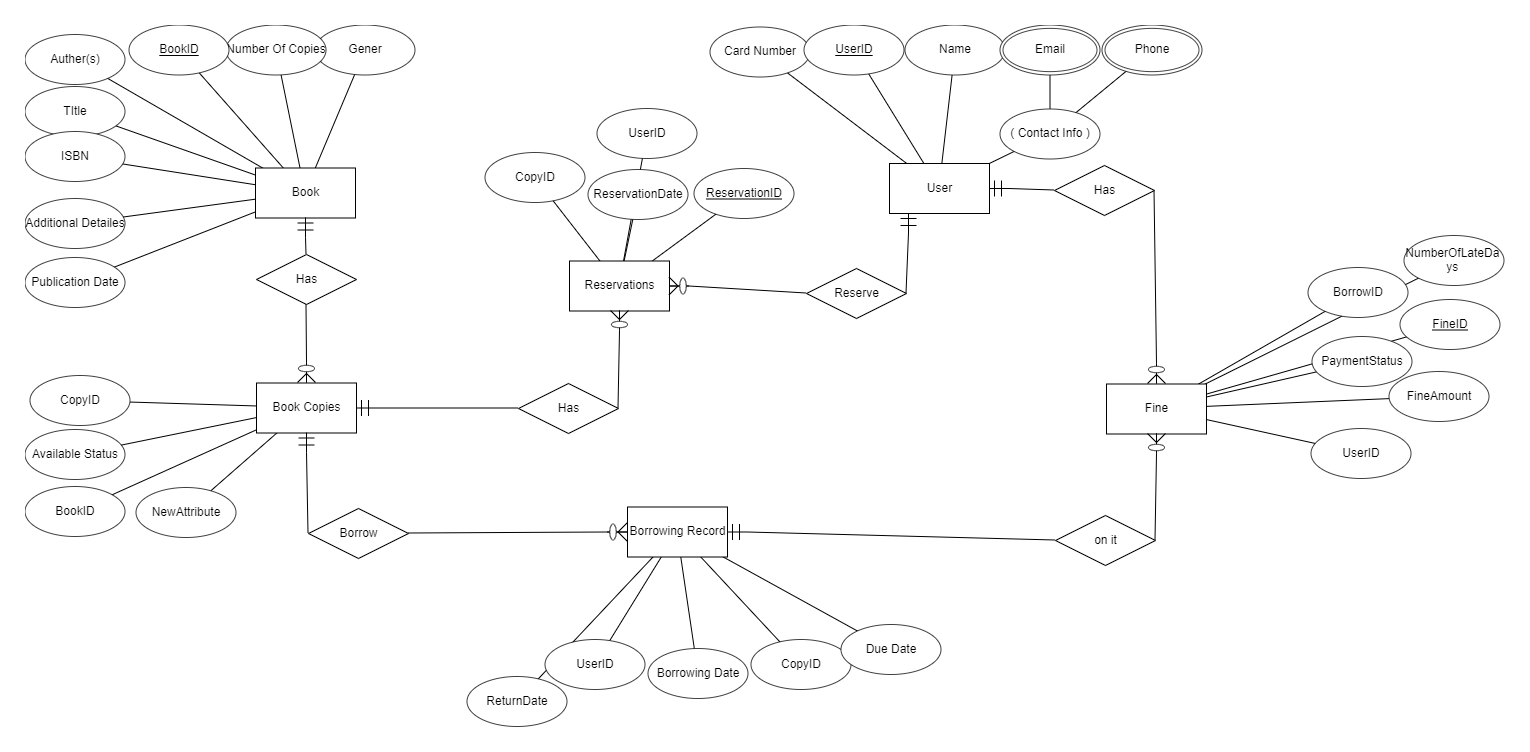 Auther(s)
BookID
Number Of Copies
Gener
TItle
ISBN
Additional Detailes
Publication Date
Book
Has
Card Number
UserID
Name
Email
Phone
( Contact Info )
User
Has
UserID
CopyID
ReservationDate
ReservationID
Reservations
Reserve
NumberOfLateDa
ys
BorrowID
FineID
PaymentStatus
FineAmount
UserID
Fine
CopyID
Available Status
BookID
NewAttribute
Book Copies
Has
Borrow
Borrowing Record
on it
ReturnDate
UserID
Borrowing Date
CopyID
Due Date